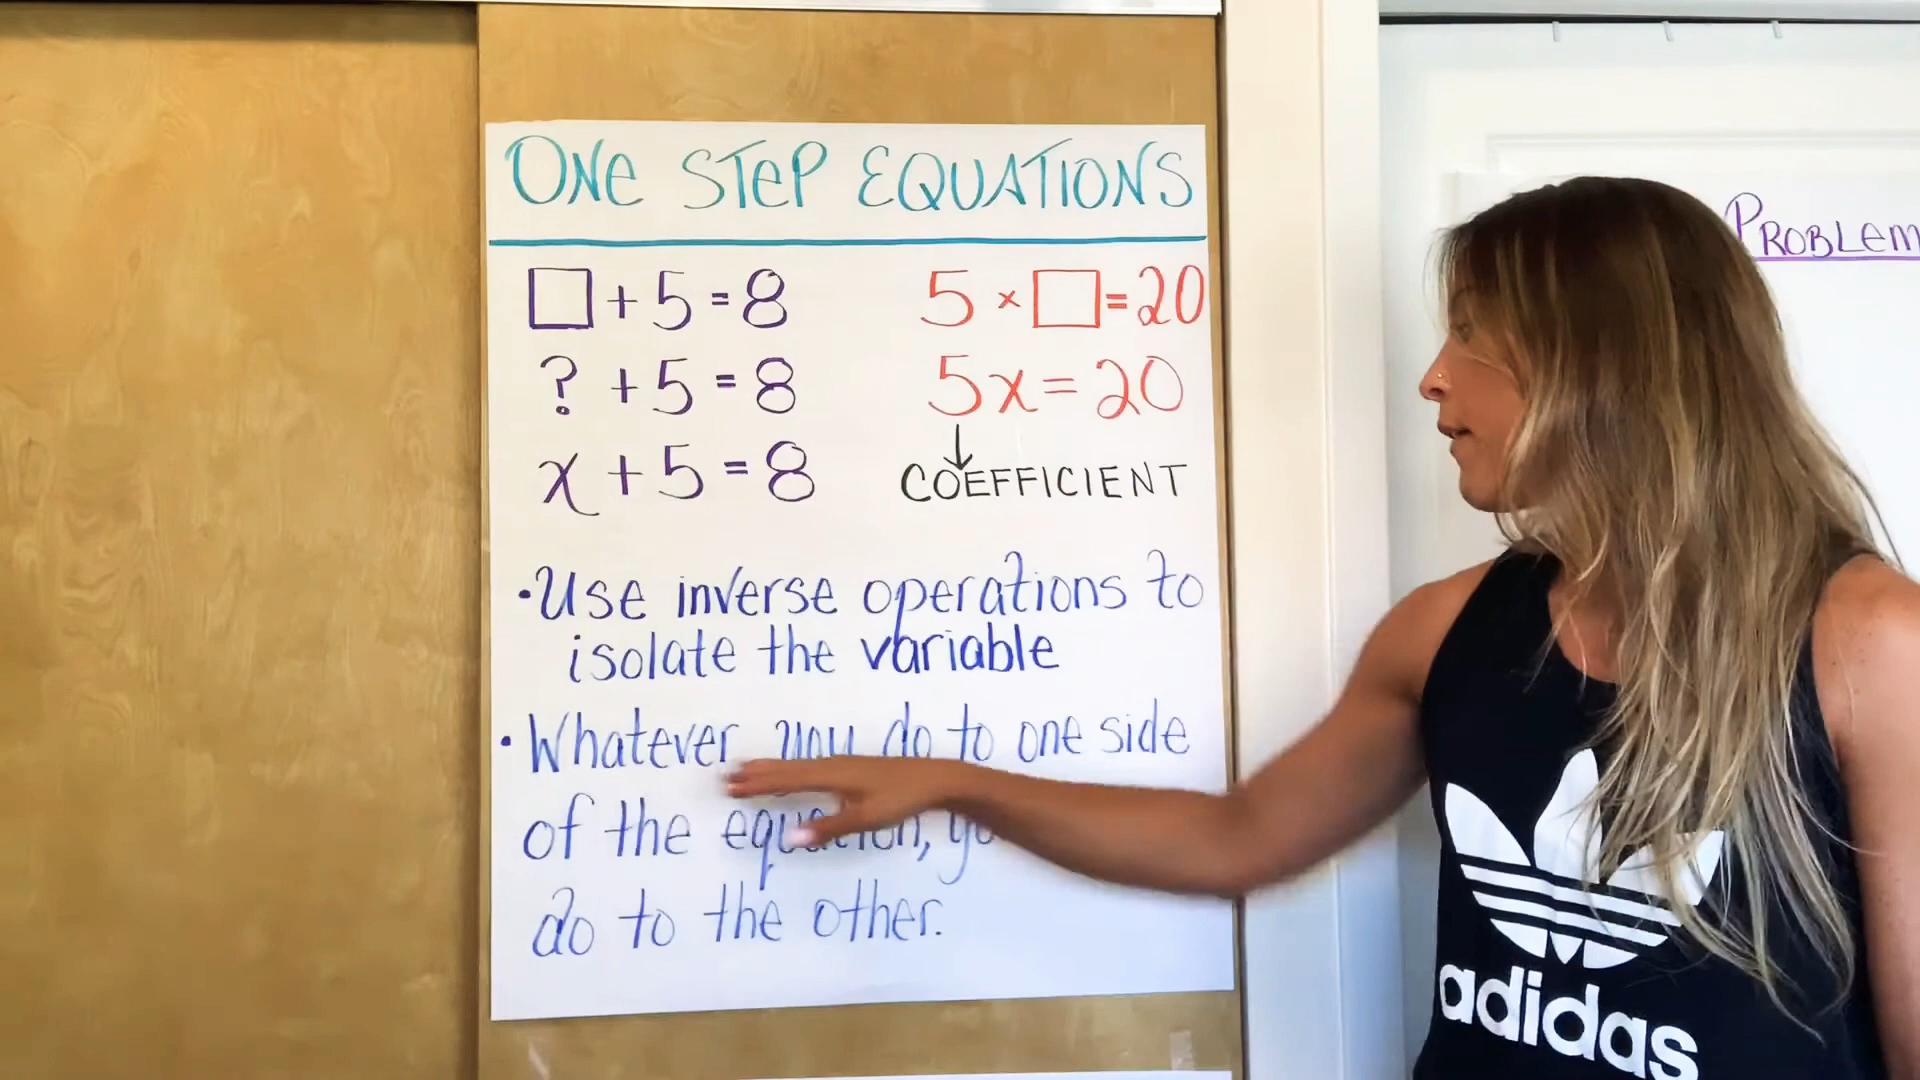 ONE STEP EQUATIONS
□ + 5 = 8
? + 5 = 8
x + 5 = 8
5 × □ = 20
5x = 20
↓
COEFFICIENT
• Use inverse operations to
isolate the variable
• Whatever you do to one side
of the equation,
do to the other.
PROBLEM
adidas